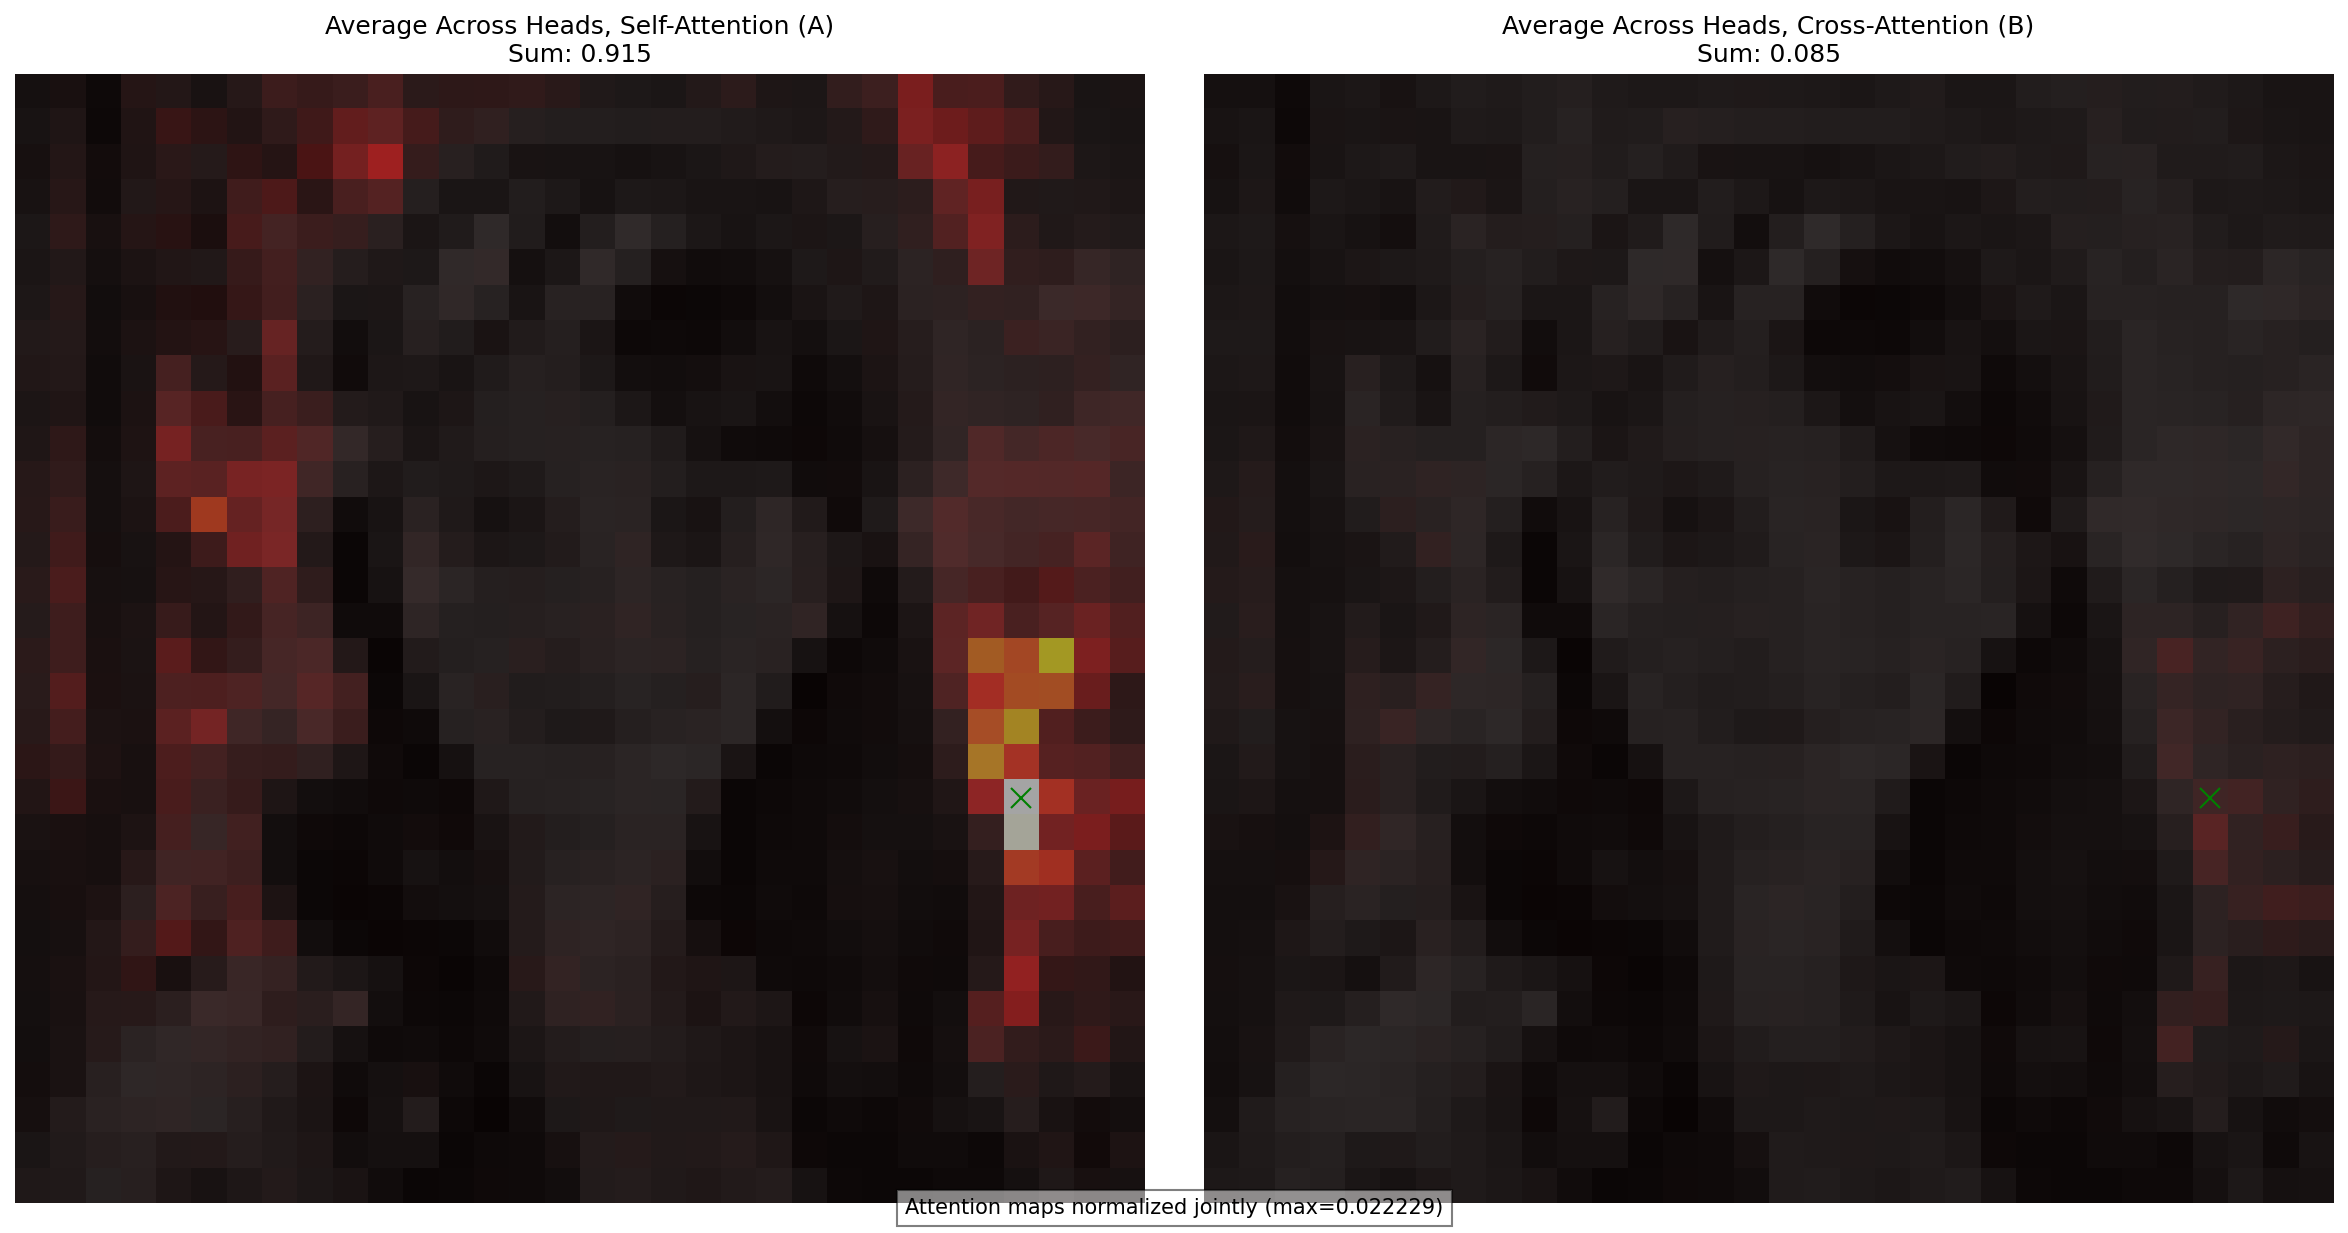 Average Across Heads, Self-Attention (A)
Sum: 0.915
Average Across Heads, Cross-Attention (B)
Sum: 0.085
Attention maps normalized jointly (max=0.022229)